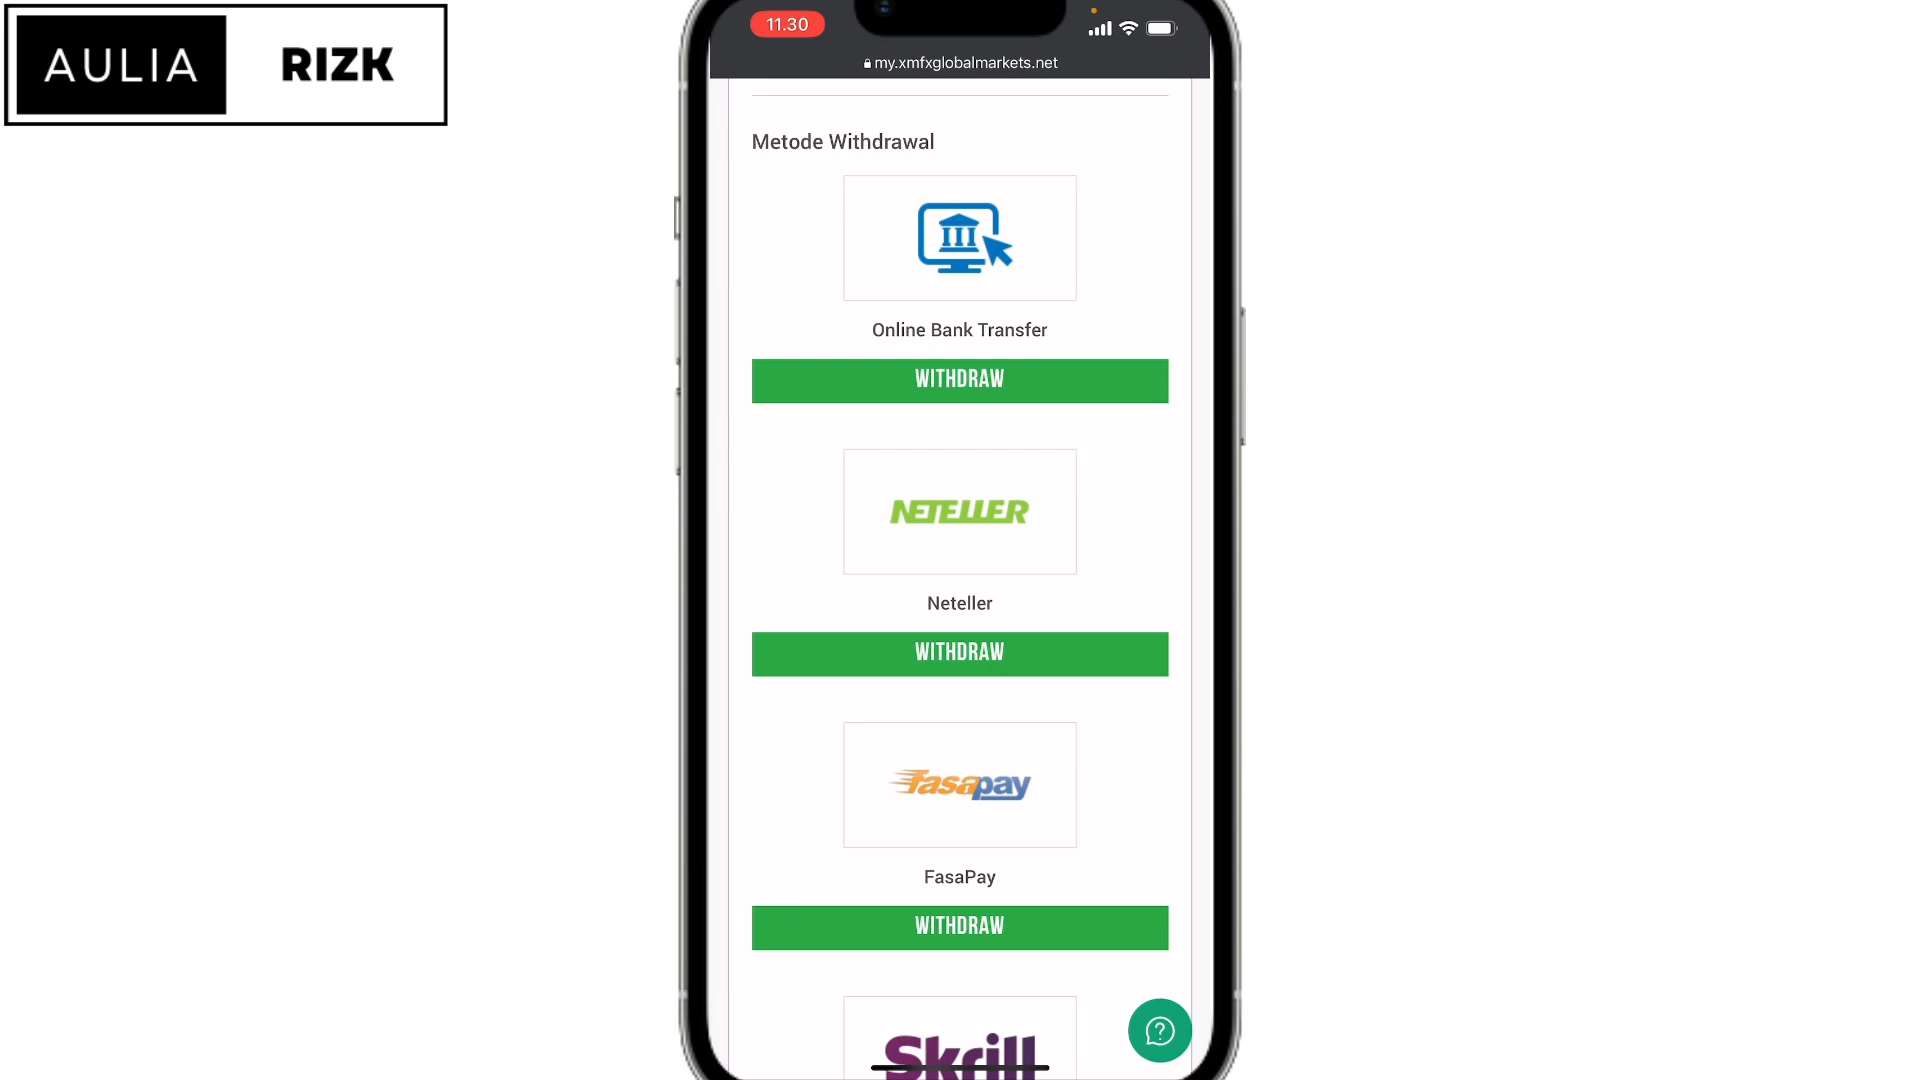 AULIA RIZK
11.30
my.xmfxglobalmarkets.net
Metode Withdrawal
Online Bank Transfer
WITHDRAW
NETELLER
Neteller
WITHDRAW
fasapay
FasaPay
WITHDRAW
Skrill